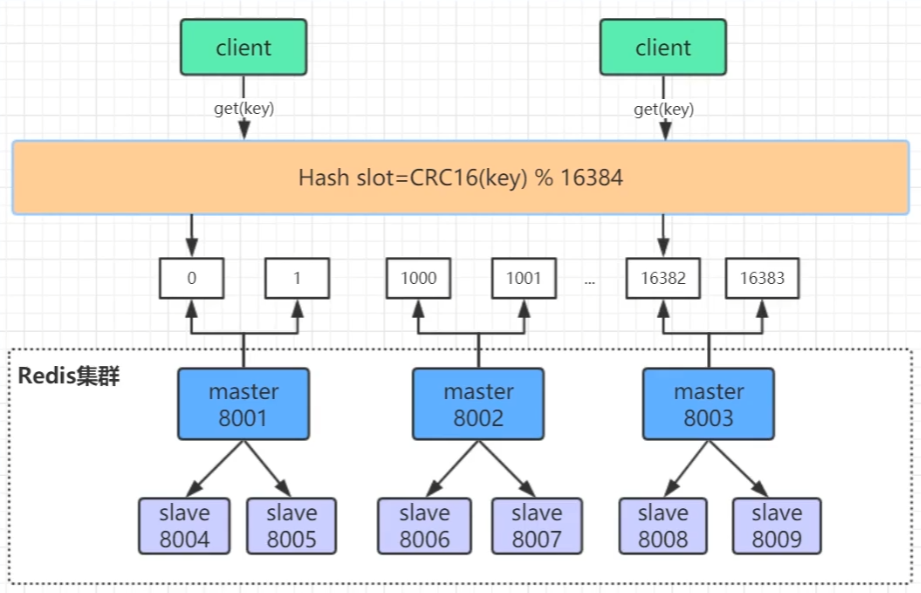 client
client
get(key)
get(key)
Hash slot=CRC16(key) % 16384
0
1
1000
1001
...
16382
16383
Redis集群
master
8001
master
8002
master
8003
slave
8004
slave
8005
slave
8006
slave
8007
slave
8008
slave
8009